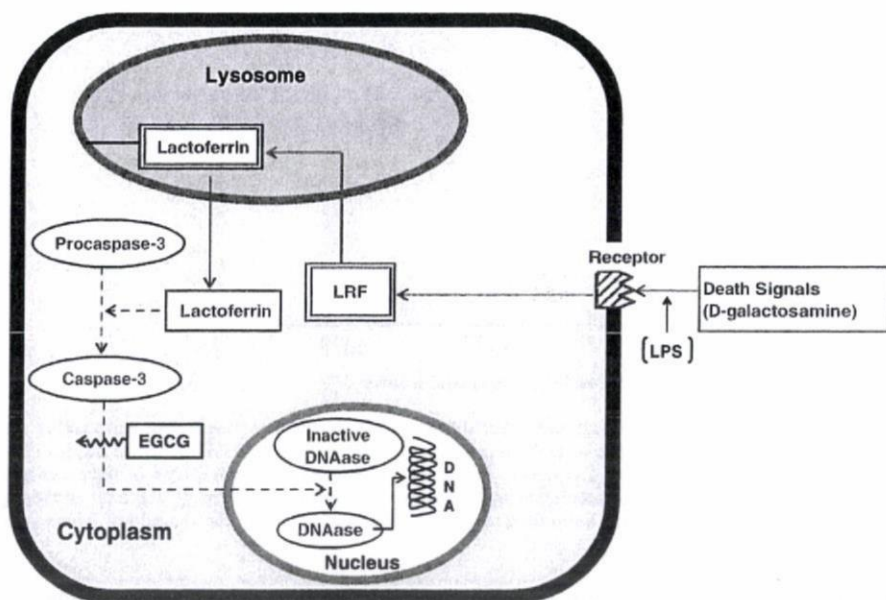 Lysosome
Lactoferrin
Procaspase-3
Lactoferrin
LRF
Receptor
Death Signals
(D-galactosamine)
[LPS]
Caspase-3
EGCG
Inactive
DNAase
D
N
A
DNAase
Cytoplasm
Nucleus